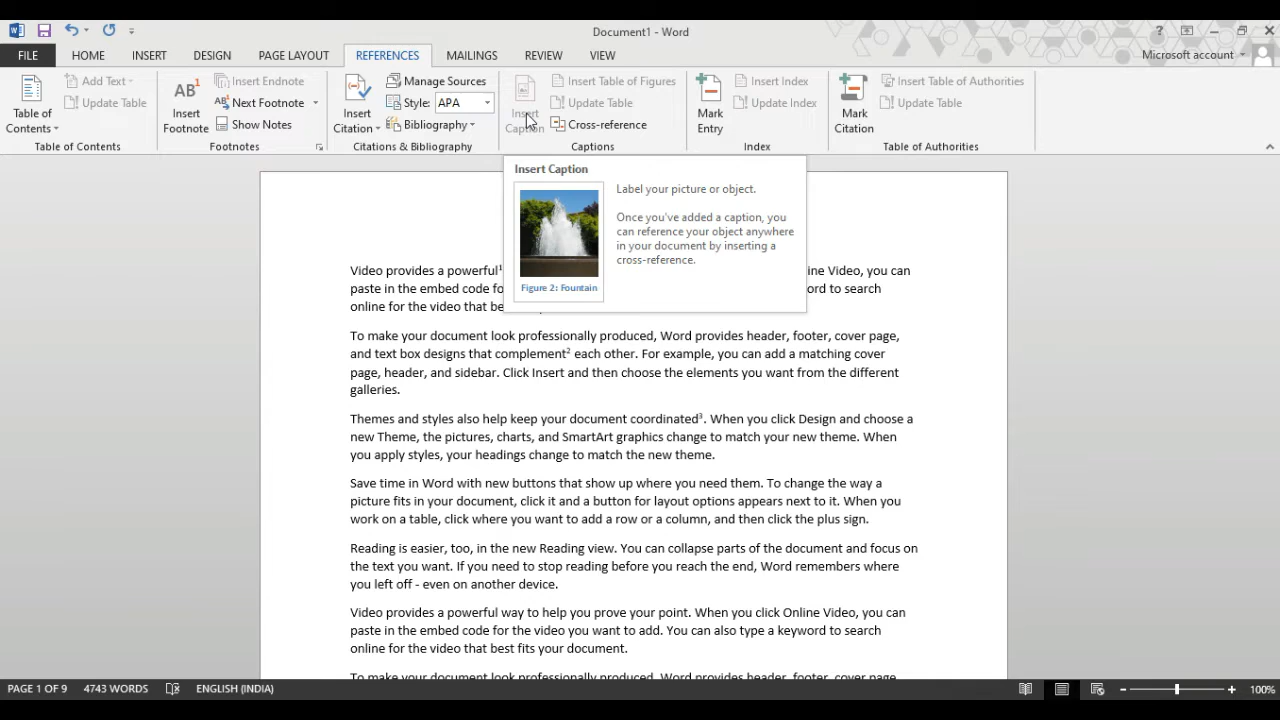 Document1 - Word
?
FILE HOME INSERT DESIGN PAGE LAYOUT REFERENCES MAILINGS REVIEW VIEW Microsoft account
Table of Contents
Add Text
Update Table
Table of Contents
AB1
Insert Footnote
Insert Endnote
AB1 Next Footnote
Show Notes
Footnotes
Insert Citation
Manage Sources
Style: APA
Bibliography
Citations & Bibliography
Insert Caption
Insert Table of Figures
Update Table
Cross-reference
Captions
Mark Entry
Insert Index
Update Index
Index
Mark Citation
Insert Table of Authorities
Update Table
Table of Authorities
Insert Caption
Label your picture or object.
Once you've added a caption, you
can reference your object anywhere
in your document by inserting a
cross-reference.
Figure 2: Fountain
Video provides a powerful1 ine Video, you can
paste in the embed code fo ord to search
online for the video that be
To make your document look professionally produced, Word provides header, footer, cover page,
and text box designs that complement2 each other. For example, you can add a matching cover
page, header, and sidebar. Click Insert and then choose the elements you want from the different
galleries.
Themes and styles also help keep your document coordinated3. When you click Design and choose a
new Theme, the pictures, charts, and SmartArt graphics change to match your new theme. When
you apply styles, your headings change to match the new theme.
Save time in Word with new buttons that show up where you need them. To change the way a
picture fits in your document, click it and a button for layout options appears next to it. When you
work on a table, click where you want to add a row or a column, and then click the plus sign.
Reading is easier, too, in the new Reading view. You can collapse parts of the document and focus on
the text you want. If you need to stop reading before you reach the end, Word remembers where
you left off - even on another device.
Video provides a powerful way to help you prove your point. When you click Online Video, you can
paste in the embed code for the video you want to add. You can also type a keyword to search
online for the video that best fits your document.
To make your document look professionally produced, Word provides header, footer, cover page,
PAGE 1 OF 9 4743 WORDS ENGLISH (INDIA) 100%